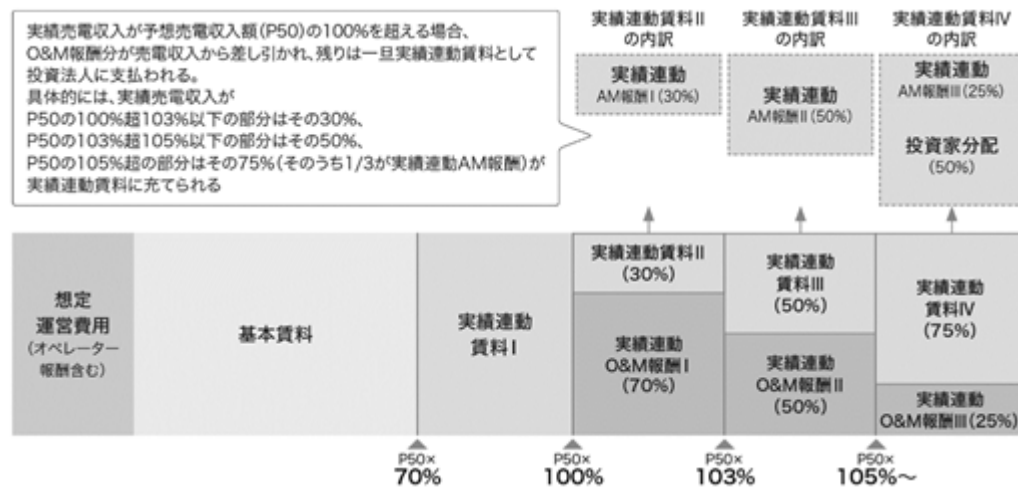 実績売電収入が予想売電収入額(P50)の100%を超える場合、
O&M報酬分が売電収入から差し引かれ、残りは一旦実績連動賃料として
投資法人に支払われる。
具体的には、実績売電収入が
P50の100%超103%以下の部分はその30%、
P50の103%超105%以下の部分はその50%、
P50の105%超の部分はその75%(そのうち1/3が実績連動AM報酬)が
実績連動賃料に充てられる
実績連動賃料II
の内訳
実績連動
AM報酬I(30%)
実績連動賃料III
の内訳
実績連動
AM報酬II(50%)
実績連動賃料IV
の内訳
実績連動
AM報酬III(25%)
投資家分配
(50%)
想定
運営費用
(オペレーター
報酬含む)
基本賃料
実績連動
賃料I
実績連動賃料II
(30%)
実績連動
O&M報酬I
(70%)
実績連動
賃料III
(50%)
実績連動
O&M報酬II
(50%)
実績連動
賃料IV
(75%)
実績連動
O&M報酬III(25%)
P50×
70%
P50×
100%
P50×
103%
P50×
105%~